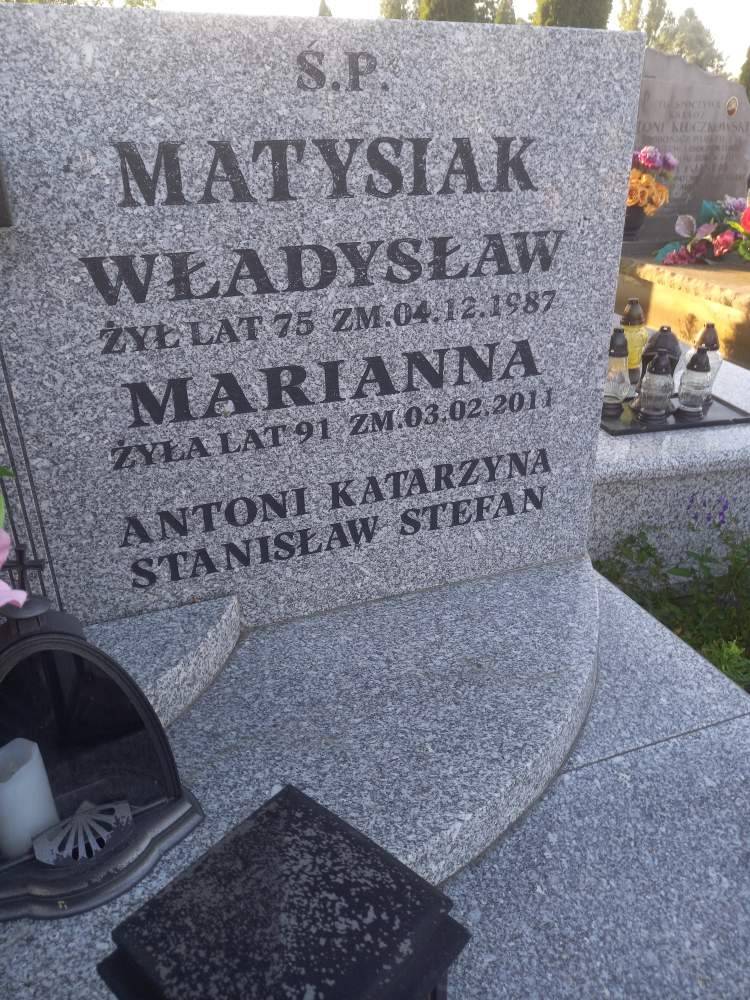 Ś.P.
MATYSIAK
WŁADYSŁAW
ŻYŁ LAT 75 ZM.04.12.1987
MARIANNA
ŻYŁA LAT 91 ZM.03.02.2011
ANTONI KATARZYNA
STANISŁAW STEFAN
KLUCZKOWSKI